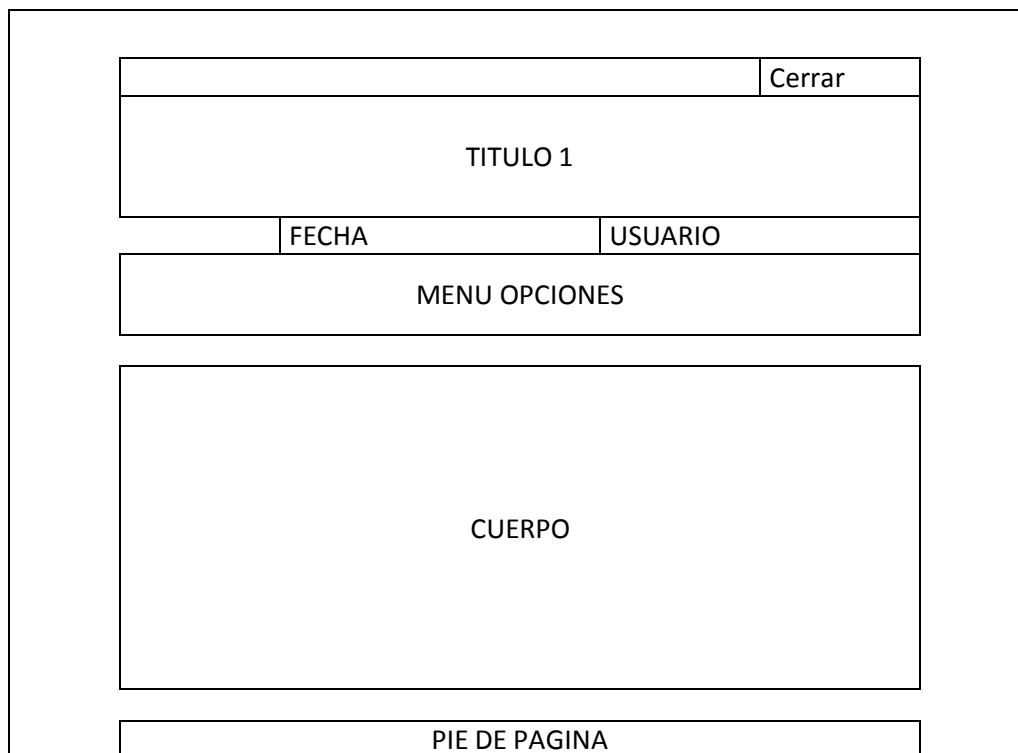 Cerrar
TITULO 1
FECHA USUARIO
MENU OPCIONES
CUERPO
PIE DE PAGINA